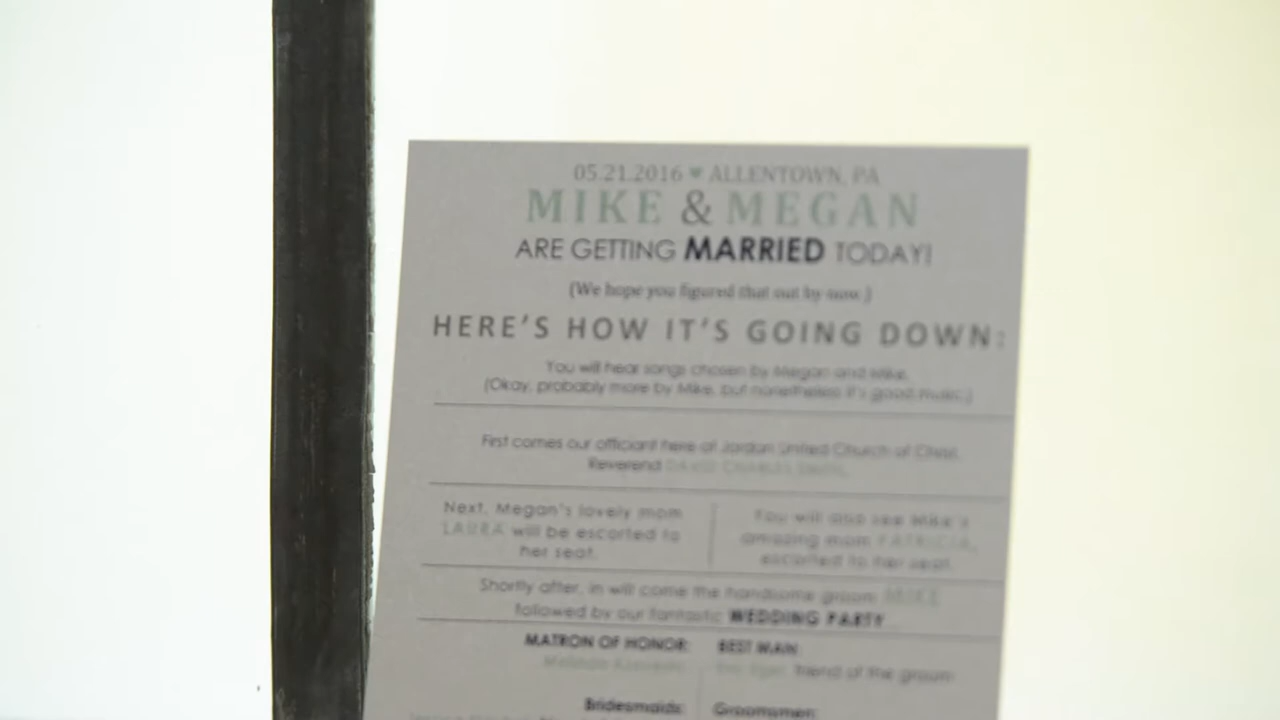 05.21.2016 ♥ ALLENTOWN, PA
MIKE & MEGAN
ARE GETTING MARRIED TODAY!
(We hope you figured that out by now.)
HERE'S HOW IT'S GOING DOWN:
You will hear songs chosen by Megan and Mike.
(Okay, probably more by Mike, but nonetheless it's good music.)
First comes our officiant here at Jordan United Church of Christ,
Reverend
Next, Megan's lovely mom
LAURA will be escorted to
her seat.
You will also see Mike's
amazing mom PATRICIA,
escorted to her seat.
Shortly after, in will come the handsome groom MIKE
followed by our fantastic WEDDING PARTY
MATRON OF HONOR:
BEST MAN:
friend of the groom
Bridesmaids:
Groomsmen: